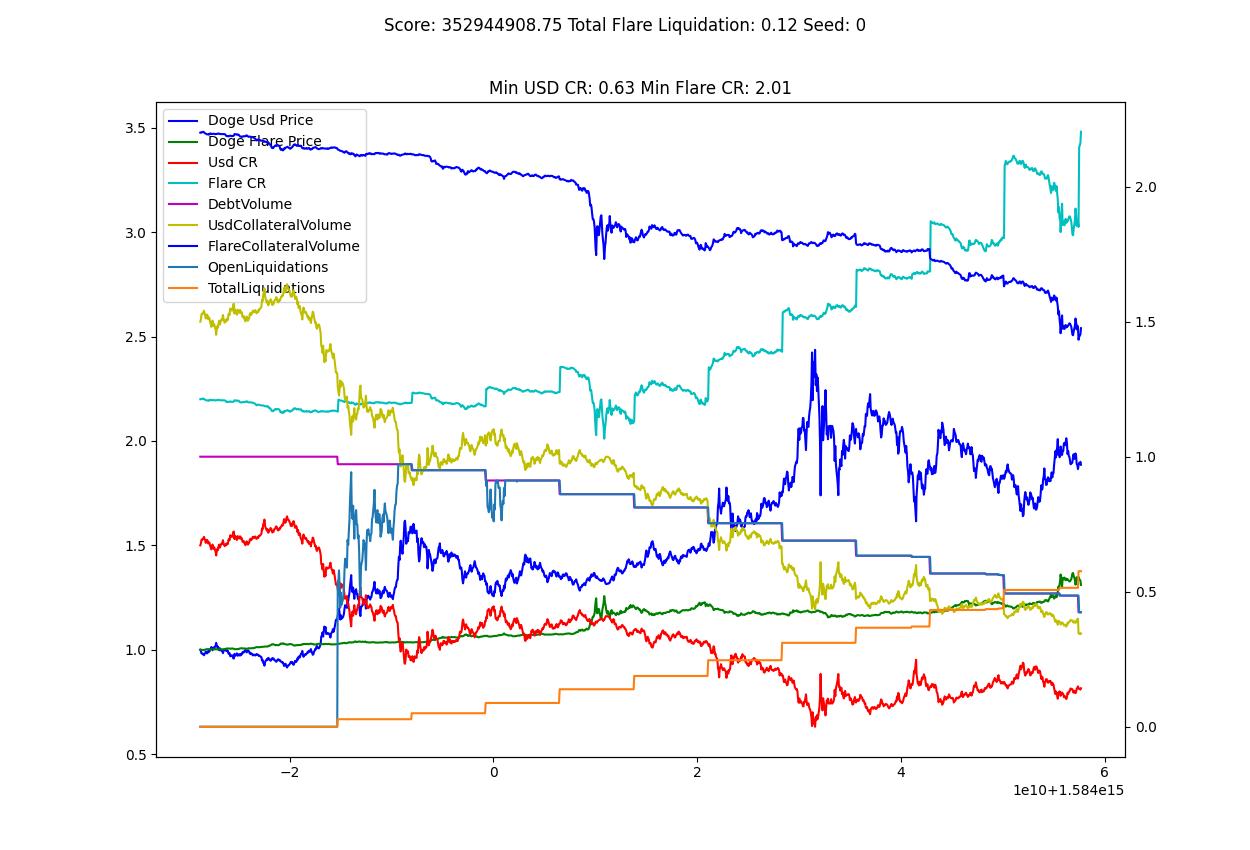 Score: 352944908.75 Total Flare Liquidation: 0.12 Seed: 0
Min USD CR: 0.63 Min Flare CR: 2.01
Doge Usd Price
Doge Flare Price
Usd CR
Flare CR
DebtVolume
UsdCollateralVolume
FlareCollateralVolume
OpenLiquidations
TotalLiquidations
3.5
3.0
2.5
2.0
1.5
1.0
0.5
2.0
1.5
1.0
0.5
0.0
−2
0
2
4
6
1e10+1.584e15